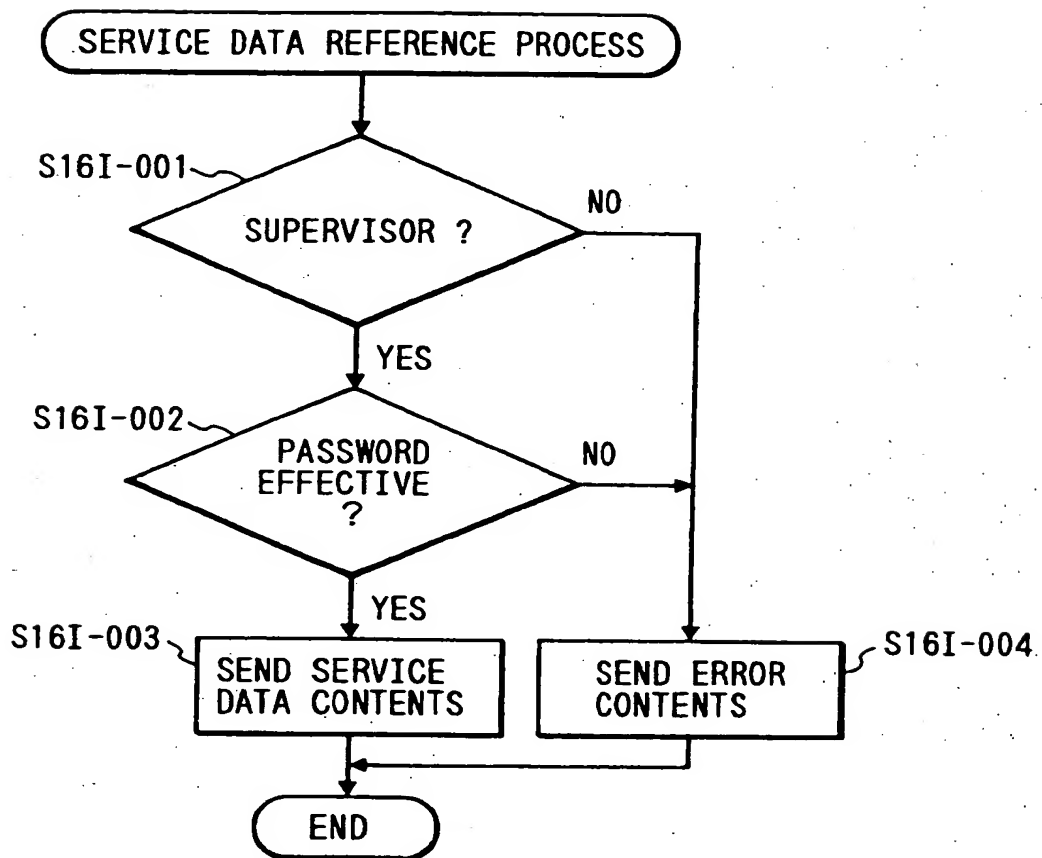 SERVICE DATA REFERENCE PROCESS
S16I-001
SUPERVISOR ?
NO
YES
S16I-002
PASSWORD
EFFECTIVE
?
NO
YES
S16I-003
SEND SERVICE
DATA CONTENTS
SEND ERROR
CONTENTS
S16I-004
END